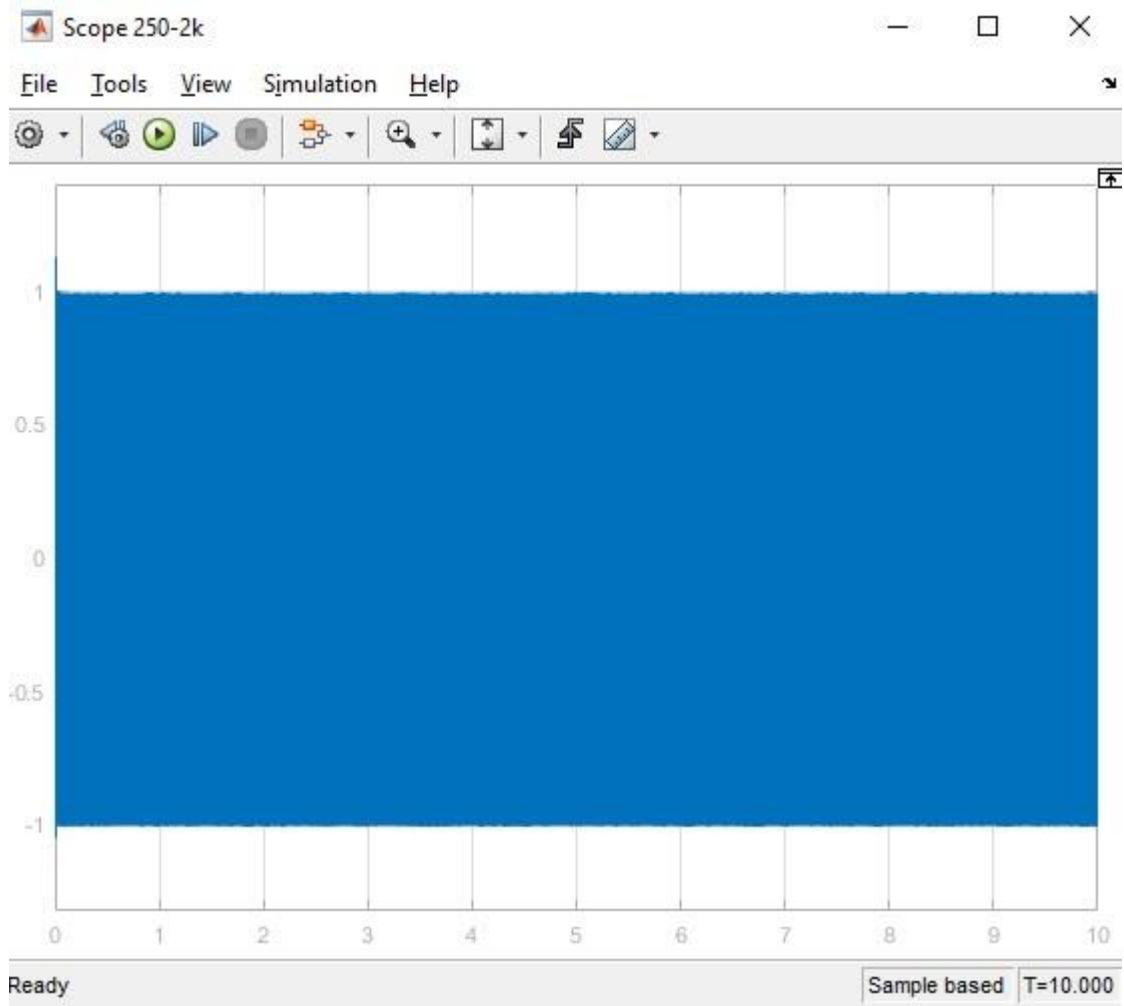 Scope 250-2k
File Tools View Simulation Help
1
0.5
0
-0.5
-1
0 1 2 3 4 5 6 7 8 9 10
Ready Sample based T=10.000